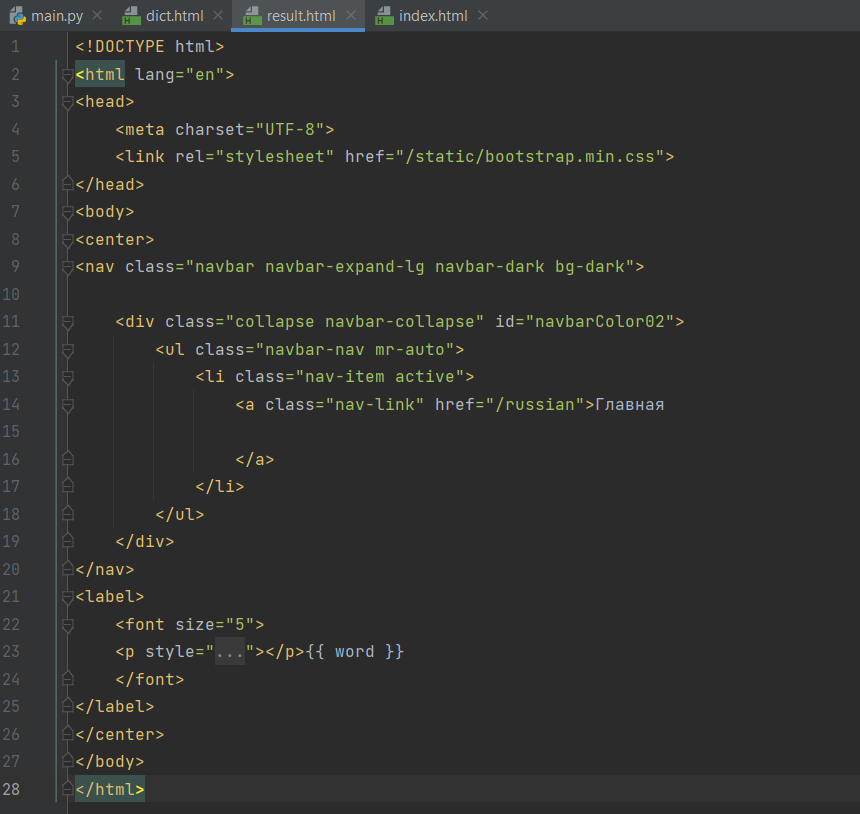 main.py dict.html result.html index.html
1 <!DOCTYPE html>
2 <html lang="en">
3 <head>
4     <meta charset="UTF-8">
5     <link rel="stylesheet" href="/static/bootstrap.min.css">
6 </head>
7 <body>
8 <center>
9 <nav class="navbar navbar-expand-lg navbar-dark bg-dark">
10
11     <div class="collapse navbar-collapse" id="navbarColor02">
12         <ul class="navbar-nav mr-auto">
13             <li class="nav-item active">
14                 <a class="nav-link" href="/russian">Главная
15
16                 </a>
17             </li>
18         </ul>
19     </div>
20 </nav>
21 <label>
22     <font size="5">
23     <p style="..."></p>{{ word }}
24     </font>
25 </label>
26 </center>
27 </body>
28 </html>